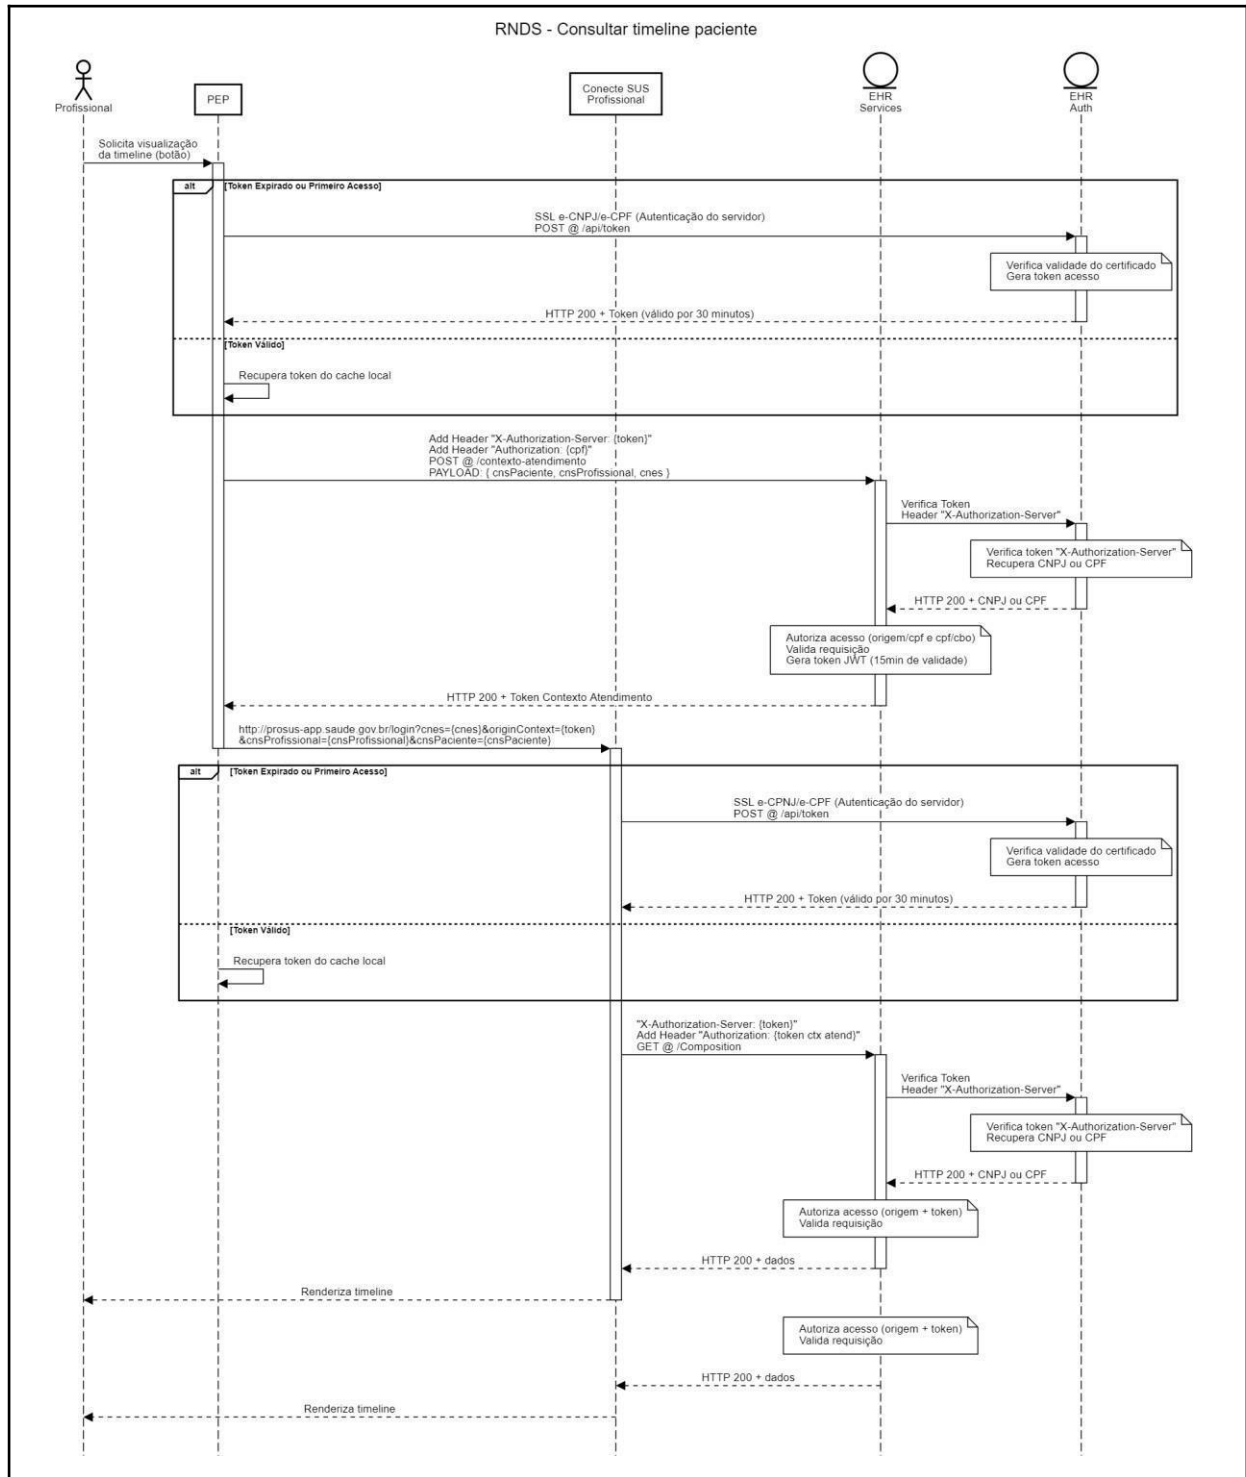 RNDS - Consultar timeline paciente
Profissional
PEP
Conecte SUS
Profissional
EHR
Services
EHR
Auth
Solicita visualização
da timeline (botão)
alt
[Token Expirado ou Primeiro Acesso]
SSL e-CNPJ/e-CPF (Autenticação do servidor)
POST @ /api/token
Verifica validade do certificado
Gera token acesso
HTTP 200 + Token (válido por 30 minutos)
[Token Válido]
Recupera token do cache local
Add Header "X-Authorization-Server: {token}"
Add Header "Authorization: {cpf}"
POST @ /contexto-atendimento
PAYLOAD: { cnsPaciente, cnsProfissional, cnes }
Verifica Token
Header "X-Authorization-Server"
Verifica token "X-Authorization-Server"
Recupera CNPJ ou CPF
HTTP 200 + CNPJ ou CPF
Autoriza acesso (origem/cpf e cpf/cbo)
Valida requisição
Gera token JWT (15min de validade)
HTTP 200 + Token Contexto Atendimento
http://prosus-app.saude.gov.br/login?cnes={cnes}&originContext={token}
&cnsProfissional={cnsProfissional}&cnsPaciente={cnsPaciente}
alt
[Token Expirado ou Primeiro Acesso]
SSL e-CPNJ/e-CPF (Autenticação do servidor)
POST @ /api/token
Verifica validade do certificado
Gera token acesso
HTTP 200 + Token (válido por 30 minutos)
[Token Válido]
Recupera token do cache local
"X-Authorization-Server: {token}"
Add Header "Authorization: {token ctx atend}"
GET @ /Composition
Verifica Token
Header "X-Authorization-Server"
Verifica token "X-Authorization-Server"
Recupera CNPJ ou CPF
HTTP 200 + CNPJ ou CPF
Autoriza acesso (origem + token)
Valida requisição
HTTP 200 + dados
Renderiza timeline
Autoriza acesso (origem + token)
Valida requisição
HTTP 200 + dados
Renderiza timeline